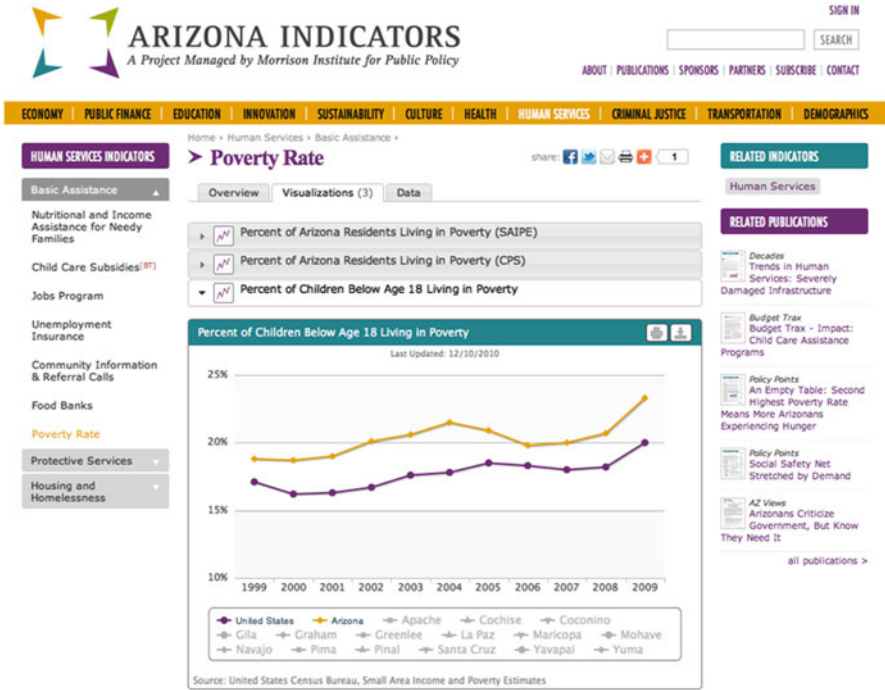 SIGN IN
ARIZONA INDICATORS
A Project Managed by Morrison Institute for Public Policy
SEARCH
ABOUT | PUBLICATIONS | SPONSORS | PARTNERS | SUBSCRIBE | CONTACT
ECONOMY | PUBLIC FINANCE | EDUCATION | INNOVATION | SUSTAINABILITY | CULTURE | HEALTH | HUMAN SERVICES | CRIMINAL JUSTICE | TRANSPORTATION | DEMOGRAPHICS
HUMAN SERVICES INDICATORS
Basic Assistance
Nutritional and Income
Assistance for Needy
Families
Child Care Subsidies[BT]
Jobs Program
Unemployment
Insurance
Community Information
& Referral Calls
Food Banks
Poverty Rate
Protective Services
Housing and
Homelessness
Home » Human Services » Basic Assistance »
Poverty Rate
share: 1
Overview Visualizations (3) Data
Percent of Arizona Residents Living in Poverty (SAIPE)
Percent of Arizona Residents Living in Poverty (CPS)
Percent of Children Below Age 18 Living in Poverty
Percent of Children Below Age 18 Living in Poverty
Last Updated: 12/10/2010
25%
20%
15%
10%
1999 2000 2001 2002 2003 2004 2005 2006 2007 2008 2009
United States Arizona Apache Cochise Coconino
Gila Graham Greenlee La Paz Maricopa Mohave
Navajo Pima Pinal Santa Cruz Yavapai Yuma
Source: United States Census Bureau, Small Area Income and Poverty Estimates
RELATED INDICATORS
Human Services
RELATED PUBLICATIONS
Decades
Trends in Human
Services: Severely
Damaged Infrastructure
Budget Trax
Budget Trax - Impact:
Child Care Assistance
Programs
Policy Points
An Empty Table: Second
Highest Poverty Rate
Means More Arizonans
Experiencing Hunger
Policy Points
Social Safety Net
Stretched by Demand
AZ Views
Arizonans Criticize
Government, But Know
They Need It
all publications >